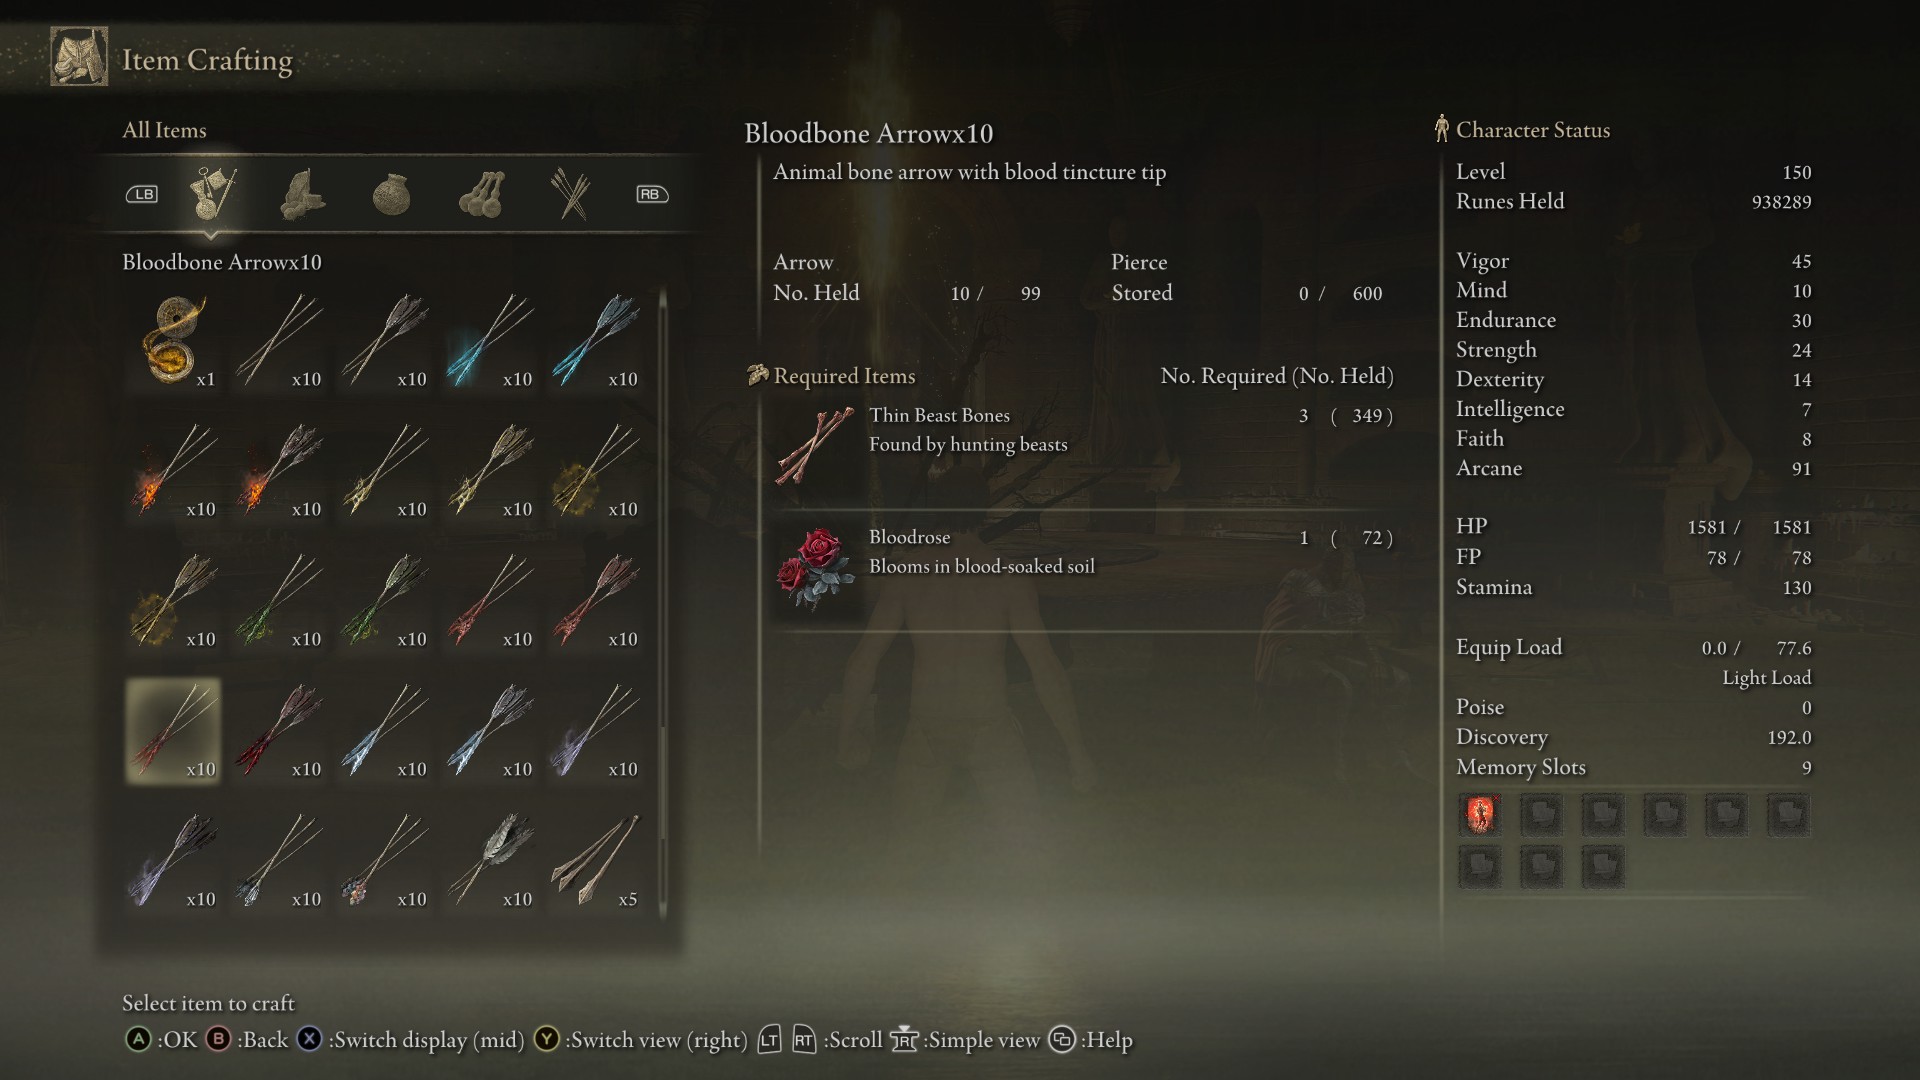 Item Crafting
All Items
LB
RB
Bloodbone Arrowx10
x1 x10 x10 x10 x10
x10 x10 x10 x10 x10
x10 x10 x10 x10 x10
x10 x10 x10 x10 x10
x10 x10 x10 x10 x5
Bloodbone Arrowx10
Animal bone arrow with blood tincture tip
Arrow Pierce
No. Held 10 / 99 Stored 0 / 600
Required Items No. Required (No. Held)
Thin Beast Bones 3 ( 349 )
Found by hunting beasts
Bloodrose 1 ( 72 )
Blooms in blood-soaked soil
Character Status
Level 150
Runes Held 938289
Vigor 45
Mind 10
Endurance 30
Strength 24
Dexterity 14
Intelligence 7
Faith 8
Arcane 91
HP 1581 / 1581
FP 78 / 78
Stamina 130
Equip Load 0.0 / 77.6
Light Load
Poise 0
Discovery 192.0
Memory Slots 9
Select item to craft
A :OK B :Back X :Switch display (mid) Y :Switch view (right) LT RT :Scroll R :Simple view :Help